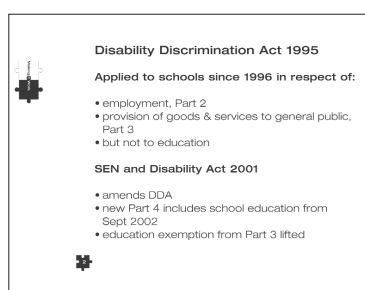 Disability Discrimination Act 1995
Applied to schools since 1996 in respect of:
• employment, Part 2
• provision of goods & services to general public,
Part 3
• but not to education
SEN and Disability Act 2001
• amends DDA
• new Part 4 includes school education from
Sept 2002
• education exemption from Part 3 lifted